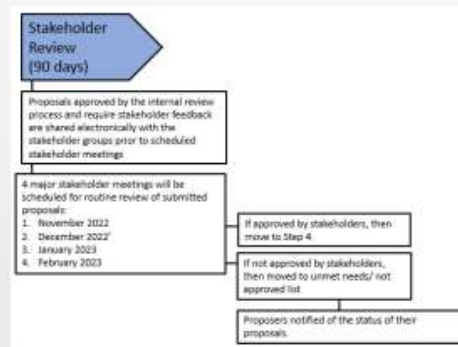 Stakeholder
Review
(90 days)
Proposals approved by the internal review
process and require stakeholder feedback
are shared electronically with the
stakeholder groups prior to scheduled
stakeholder meetings
4 major stakeholder meetings will be
scheduled for routine review of submitted
proposals:
1. November 2022
2. December 2022'
3. January 2023
4. February 2023
If approved by stakeholders, then
move to Step 4
If not approved by stakeholders,
then moved to unmet needs/ not
approved list
Proposers notified of the status of their
proposals.